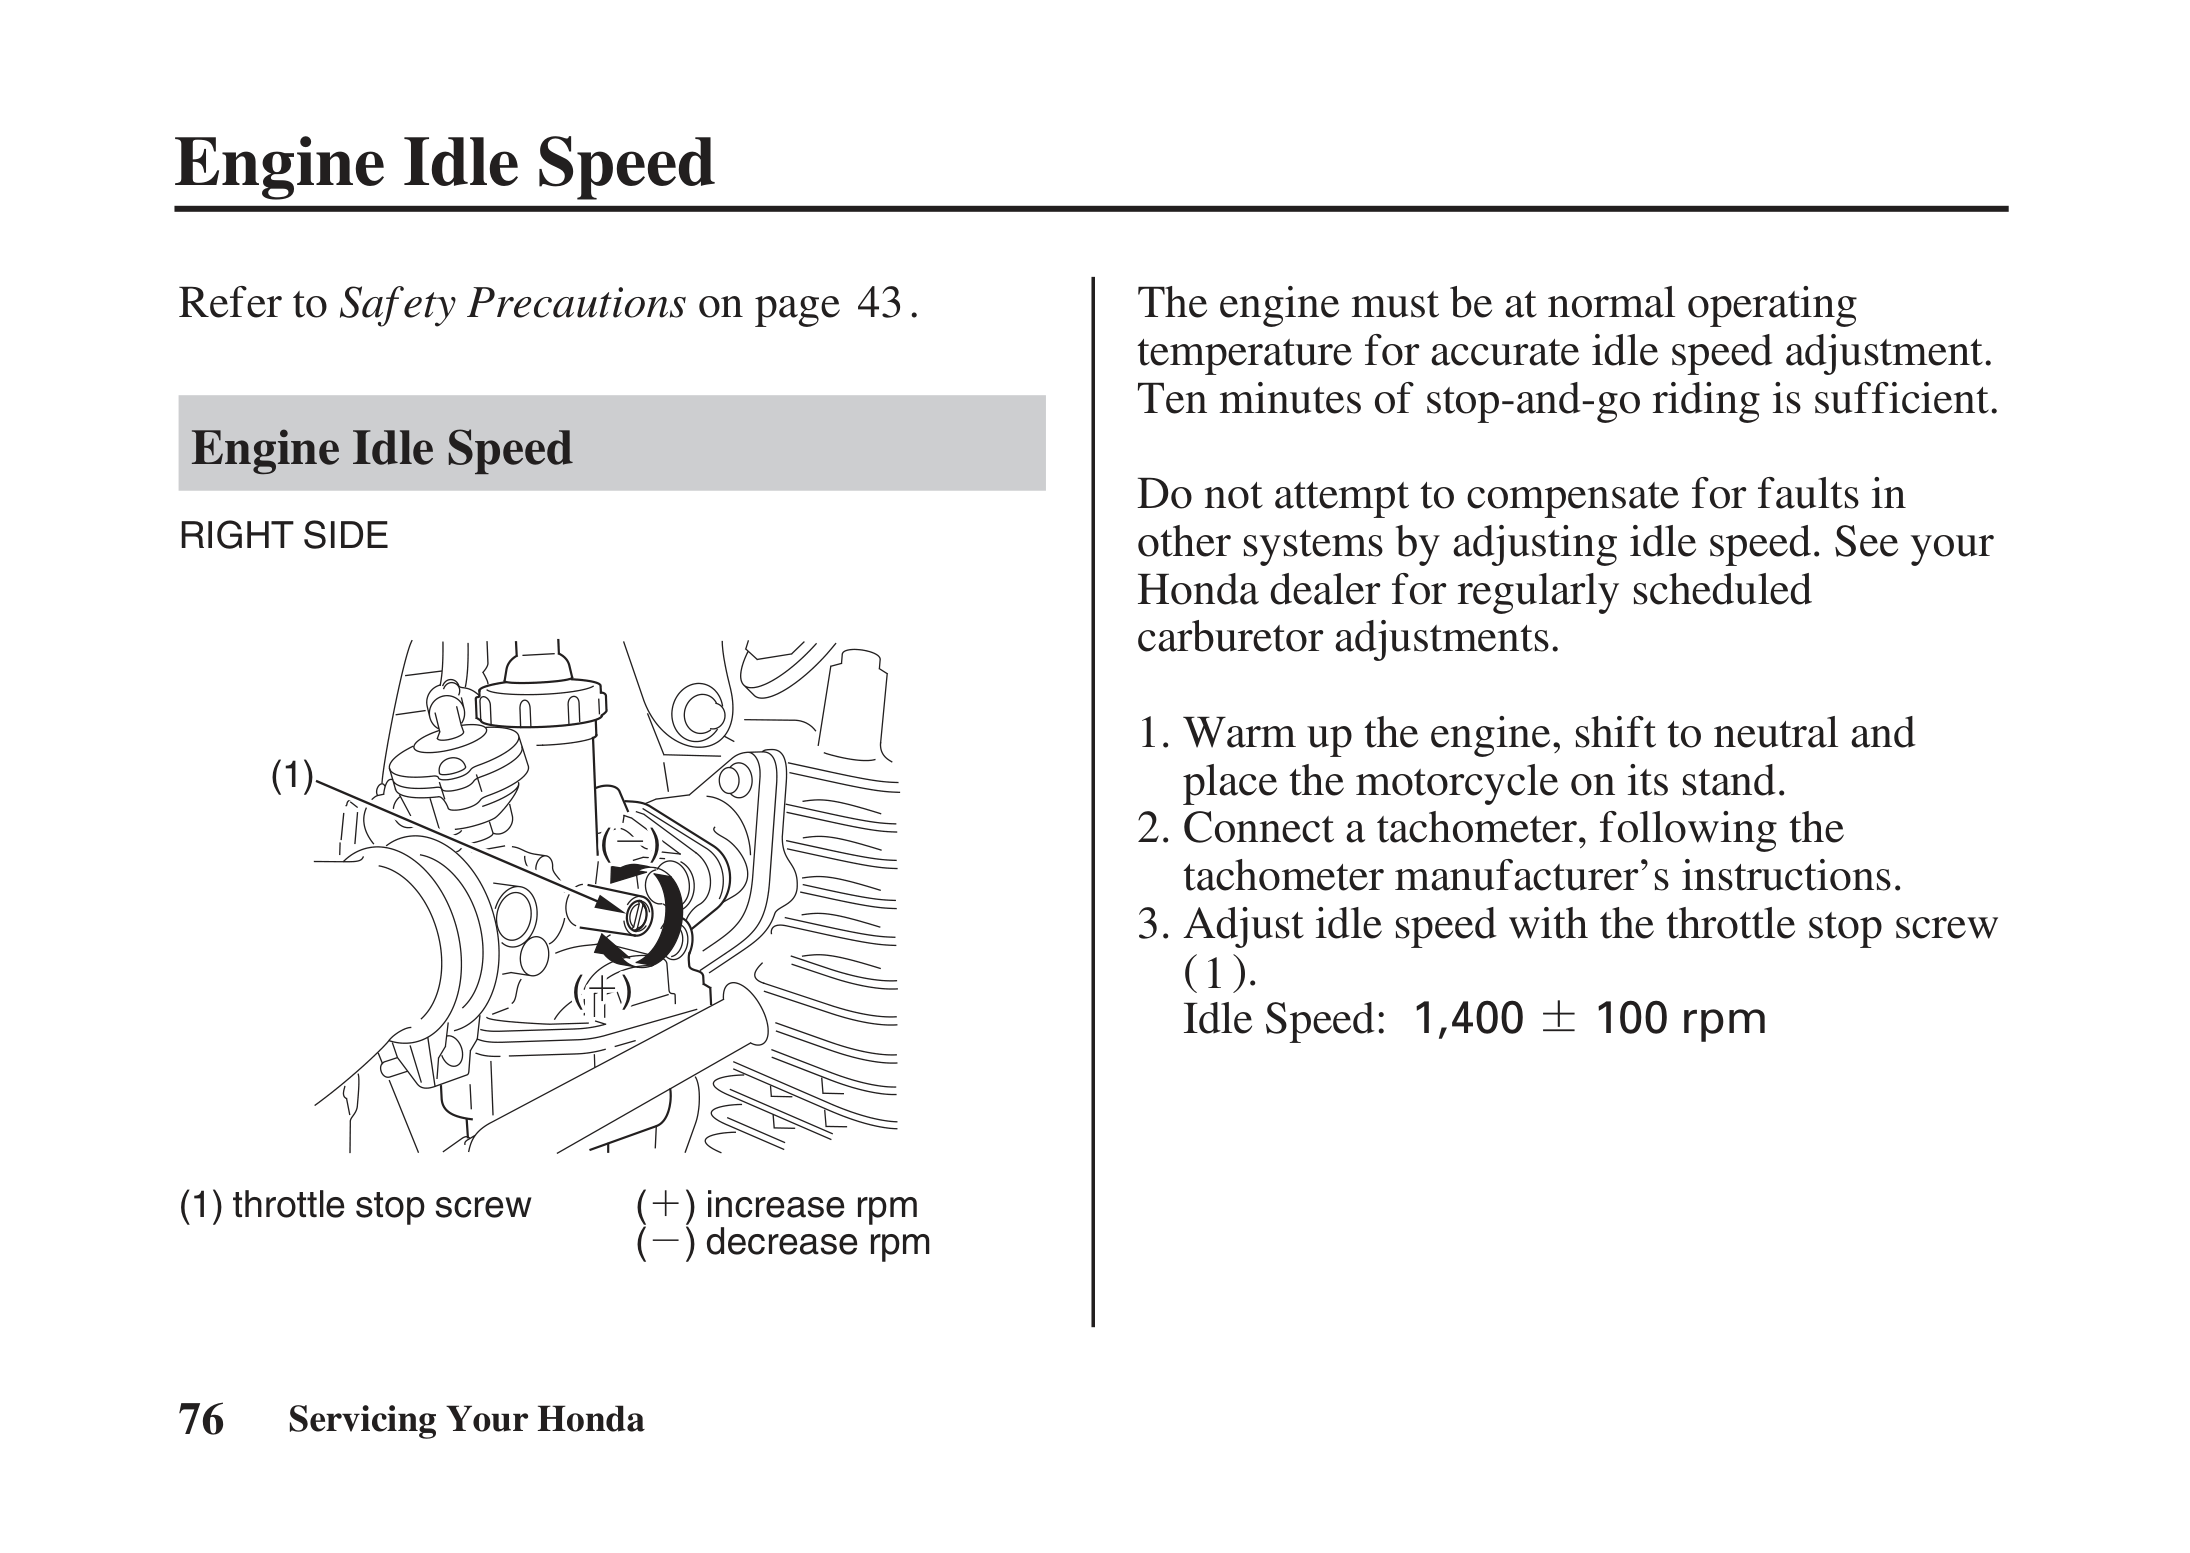 Engine Idle Speed
Refer to Safety Precautions on page 43.
Engine Idle Speed
RIGHT SIDE
(1)
(−)
(+)
(1) throttle stop screw
(+) increase rpm
(−) decrease rpm
The engine must be at normal operating
temperature for accurate idle speed adjustment.
Ten minutes of stop-and-go riding is sufficient.
Do not attempt to compensate for faults in
other systems by adjusting idle speed. See your
Honda dealer for regularly scheduled
carburetor adjustments.
1. Warm up the engine, shift to neutral and
place the motorcycle on its stand.
2. Connect a tachometer, following the
tachometer manufacturer’s instructions.
3. Adjust idle speed with the throttle stop screw
(1).
Idle Speed: 1,400 ± 100 rpm
76 Servicing Your Honda